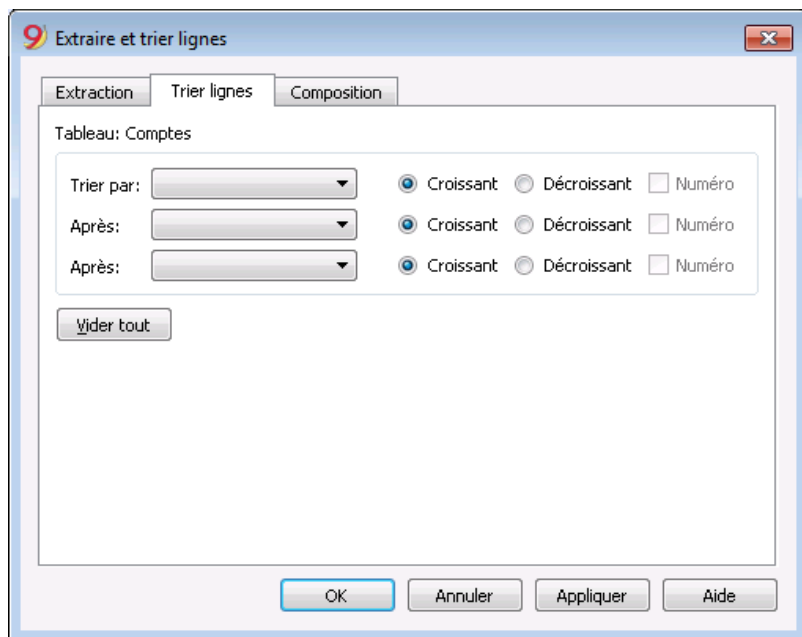 9 Extraire et trier lignes
Extraction Trier lignes Composition
Tableau: Comptes
Trier par: Croissant Décroissant Numéro
Après: Croissant Décroissant Numéro
Après: Croissant Décroissant Numéro
Vider tout
OK Annuler Appliquer Aide